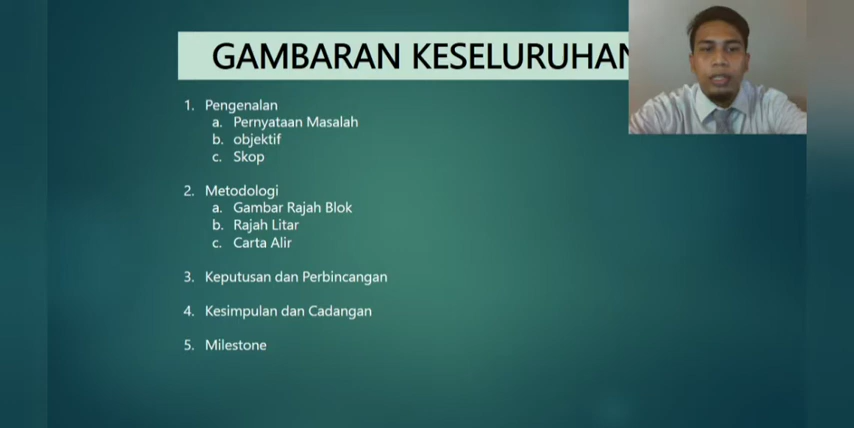 GAMBARAN KESELURUHAN
1. Pengenalan
a. Pernyataan Masalah
b. objektif
c. Skop
2. Metodologi
a. Gambar Rajah Blok
b. Rajah Litar
c. Carta Alir
3. Keputusan dan Perbincangan
4. Kesimpulan dan Cadangan
5. Milestone